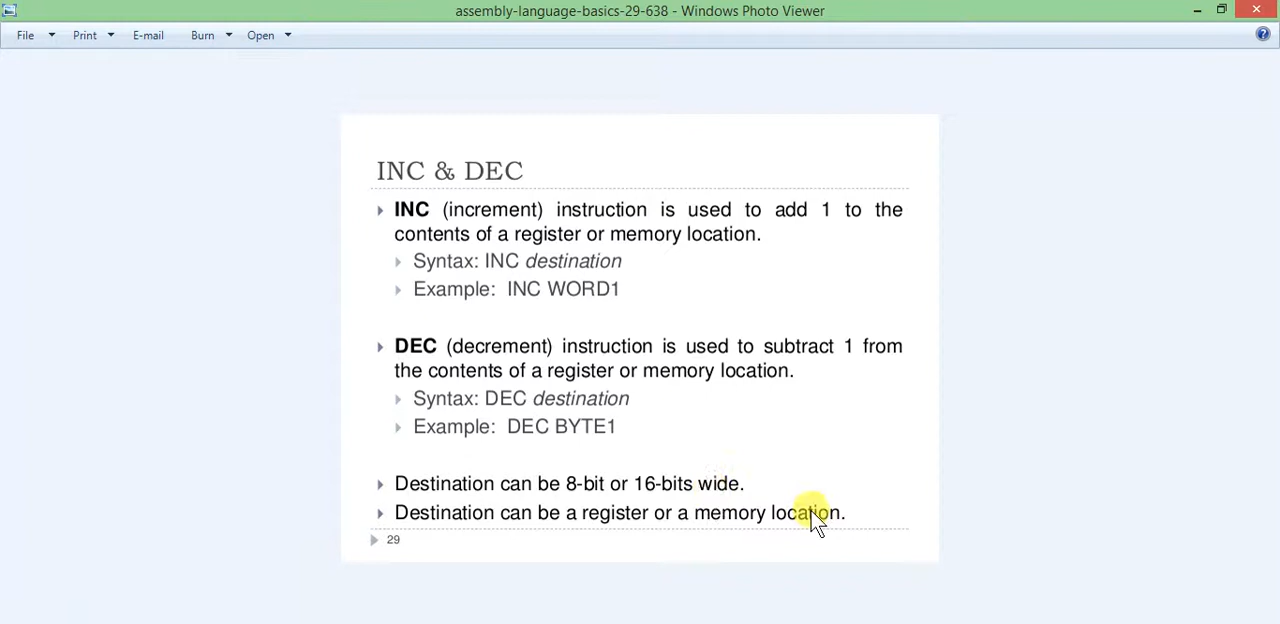 assembly-language-basics-29-638 - Windows Photo Viewer
File Print E-mail Burn Open
INC & DEC
INC (increment) instruction is used to add 1 to the
contents of a register or memory location.
Syntax: INC destination
Example: INC WORD1
DEC (decrement) instruction is used to subtract 1 from
the contents of a register or memory location.
Syntax: DEC destination
Example: DEC BYTE1
Destination can be 8-bit or 16-bits wide.
Destination can be a register or a memory location.
29